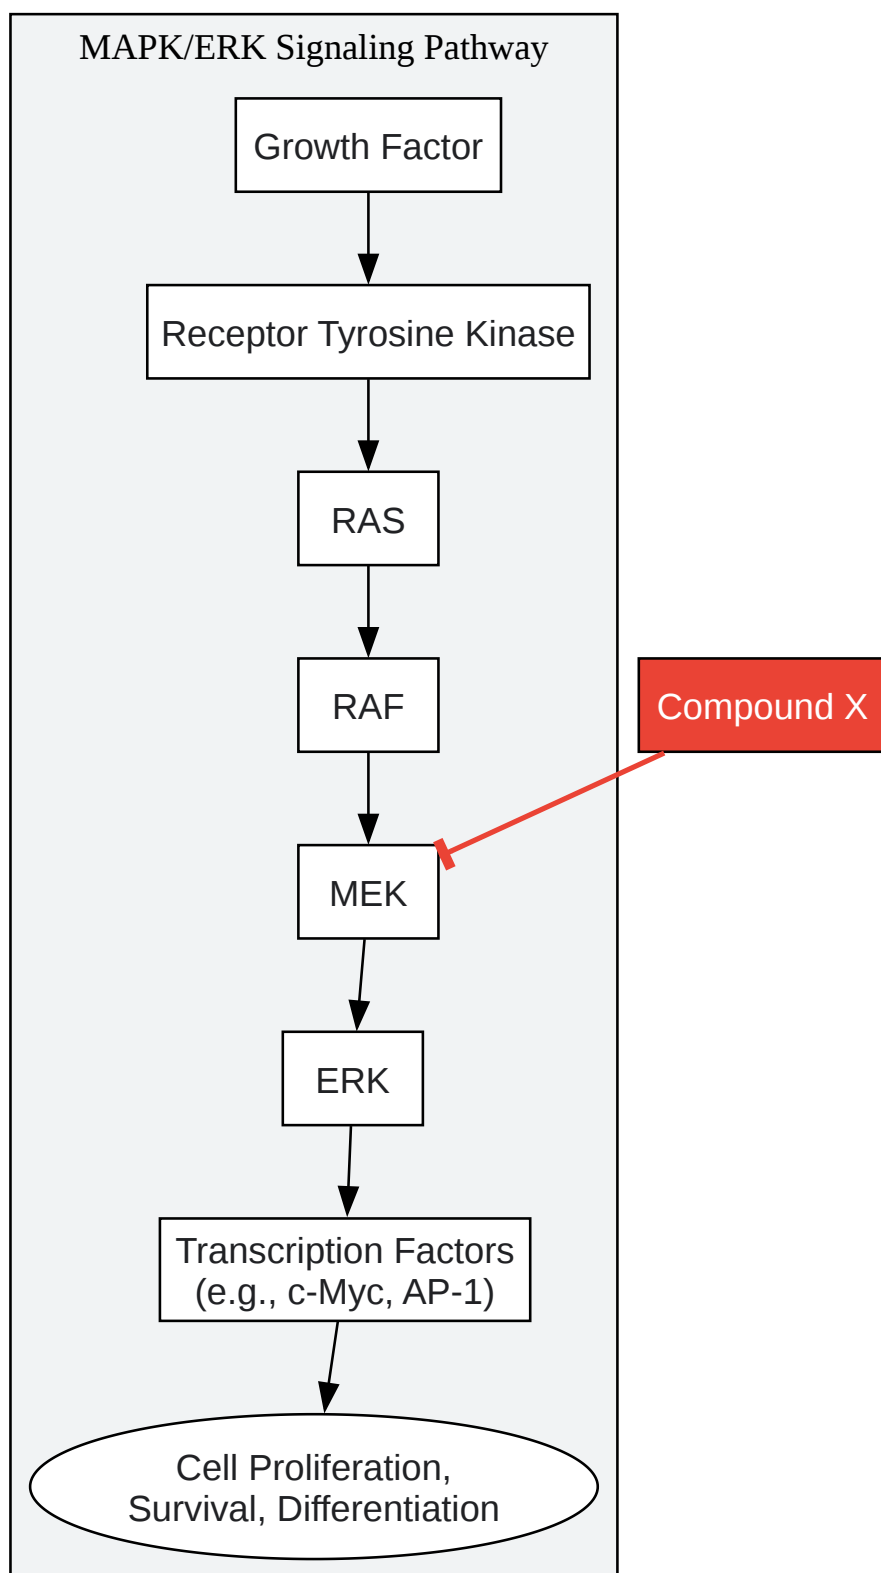 MAPK/ERK Signaling Pathway
Growth Factor
Receptor Tyrosine Kinase
RAS
RAF
Compound X
MEK
ERK
Transcription Factors
(e.g., c-Myc, AP-1)
Cell Proliferation,
Survival, Differentiation